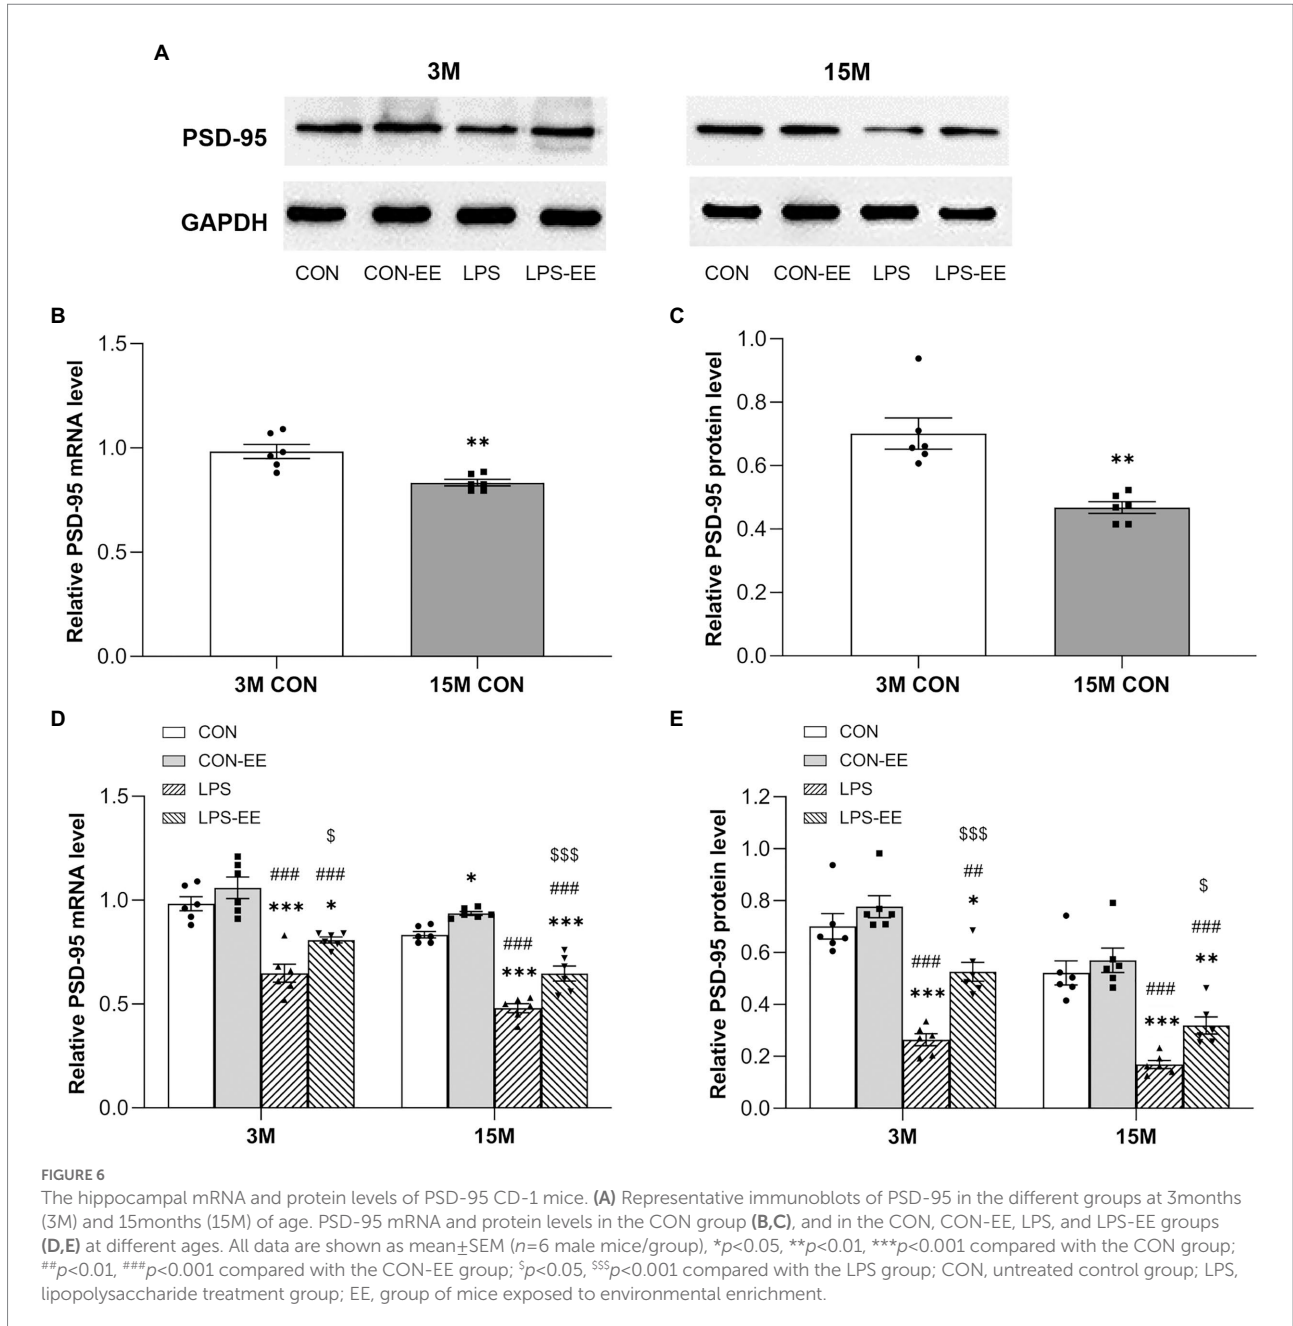 A
3M
15M
PSD-95
GAPDH
CON CON-EE LPS LPS-EE
CON CON-EE LPS LPS-EE
B
Relative PSD-95 mRNA level
1.5
1.0
0.5
0.0
**
3M CON
15M CON
C
Relative PSD-95 protein level
1.0
0.8
0.6
0.4
0.2
0.0
**
3M CON
15M CON
D
CON
CON-EE
LPS
LPS-EE
Relative PSD-95 mRNA level
1.5
1.0
0.5
0.0
###
***
$
###
*
*
###
***
$$$
###
***
3M
15M
E
CON
CON-EE
LPS
LPS-EE
Relative PSD-95 protein level
1.2
1.0
0.8
0.6
0.4
0.2
0.0
###
***
$$$
##
*
###
***
$
###
**
3M
15M
FIGURE 6
The hippocampal mRNA and protein levels of PSD-95 CD-1 mice. (A) Representative immunoblots of PSD-95 in the different groups at 3months
(3M) and 15months (15M) of age. PSD-95 mRNA and protein levels in the CON group (B,C), and in the CON, CON-EE, LPS, and LPS-EE groups
(D,E) at different ages. All data are shown as mean±SEM (n=6 male mice/group), *p<0.05, **p<0.01, ***p<0.001 compared with the CON group;
##p<0.01, ###p<0.001 compared with the CON-EE group; $p<0.05, $$$p<0.001 compared with the LPS group; CON, untreated control group; LPS,
lipopolysaccharide treatment group; EE, group of mice exposed to environmental enrichment.